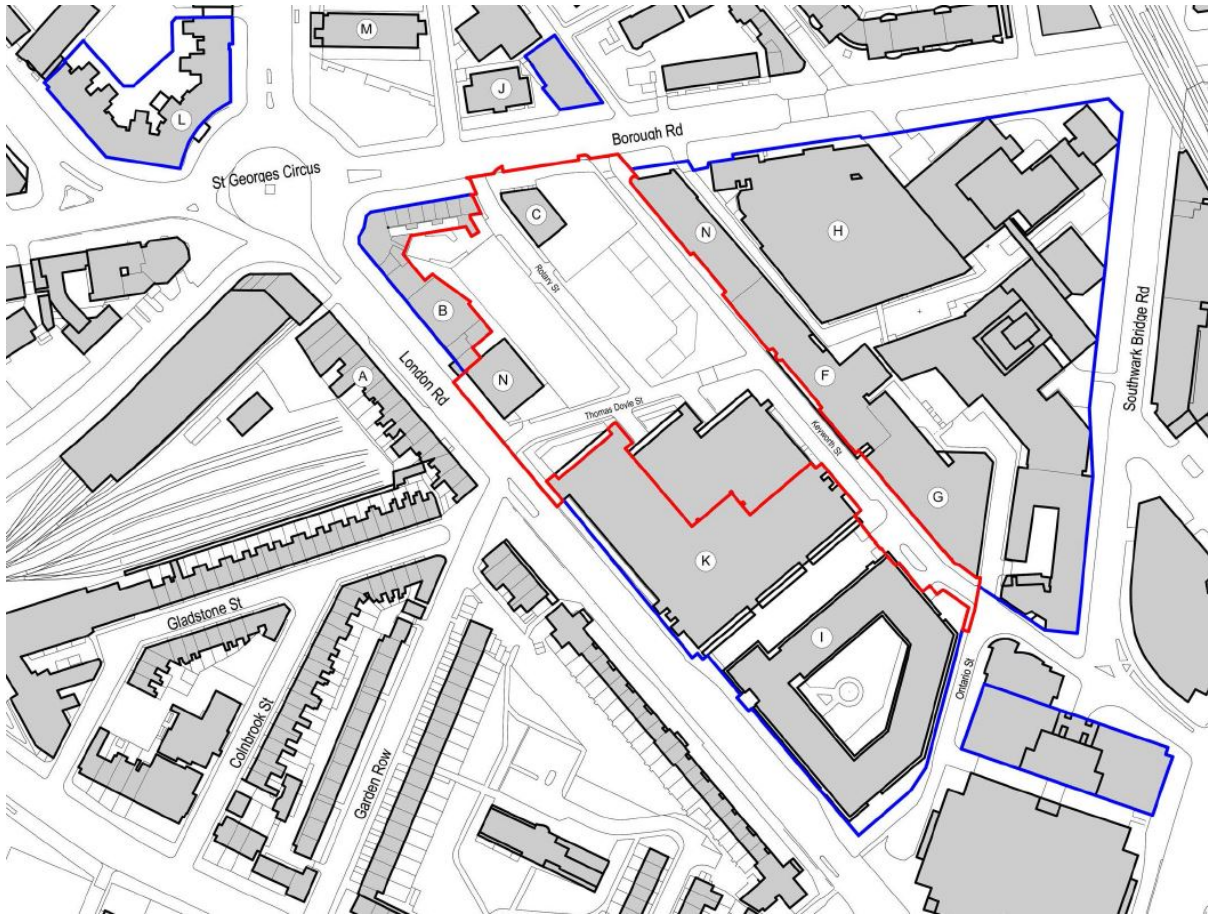 M
J
L
Borough Rd
St Georges Circus
C
N
H
Rotary St
B
Southwark Bridge Rd
London Rd
A
N
F
Thomas Doyle St
Keyworth St
G
K
Gladstone St
I
Ontario St
Colnbrook St
Garden Row